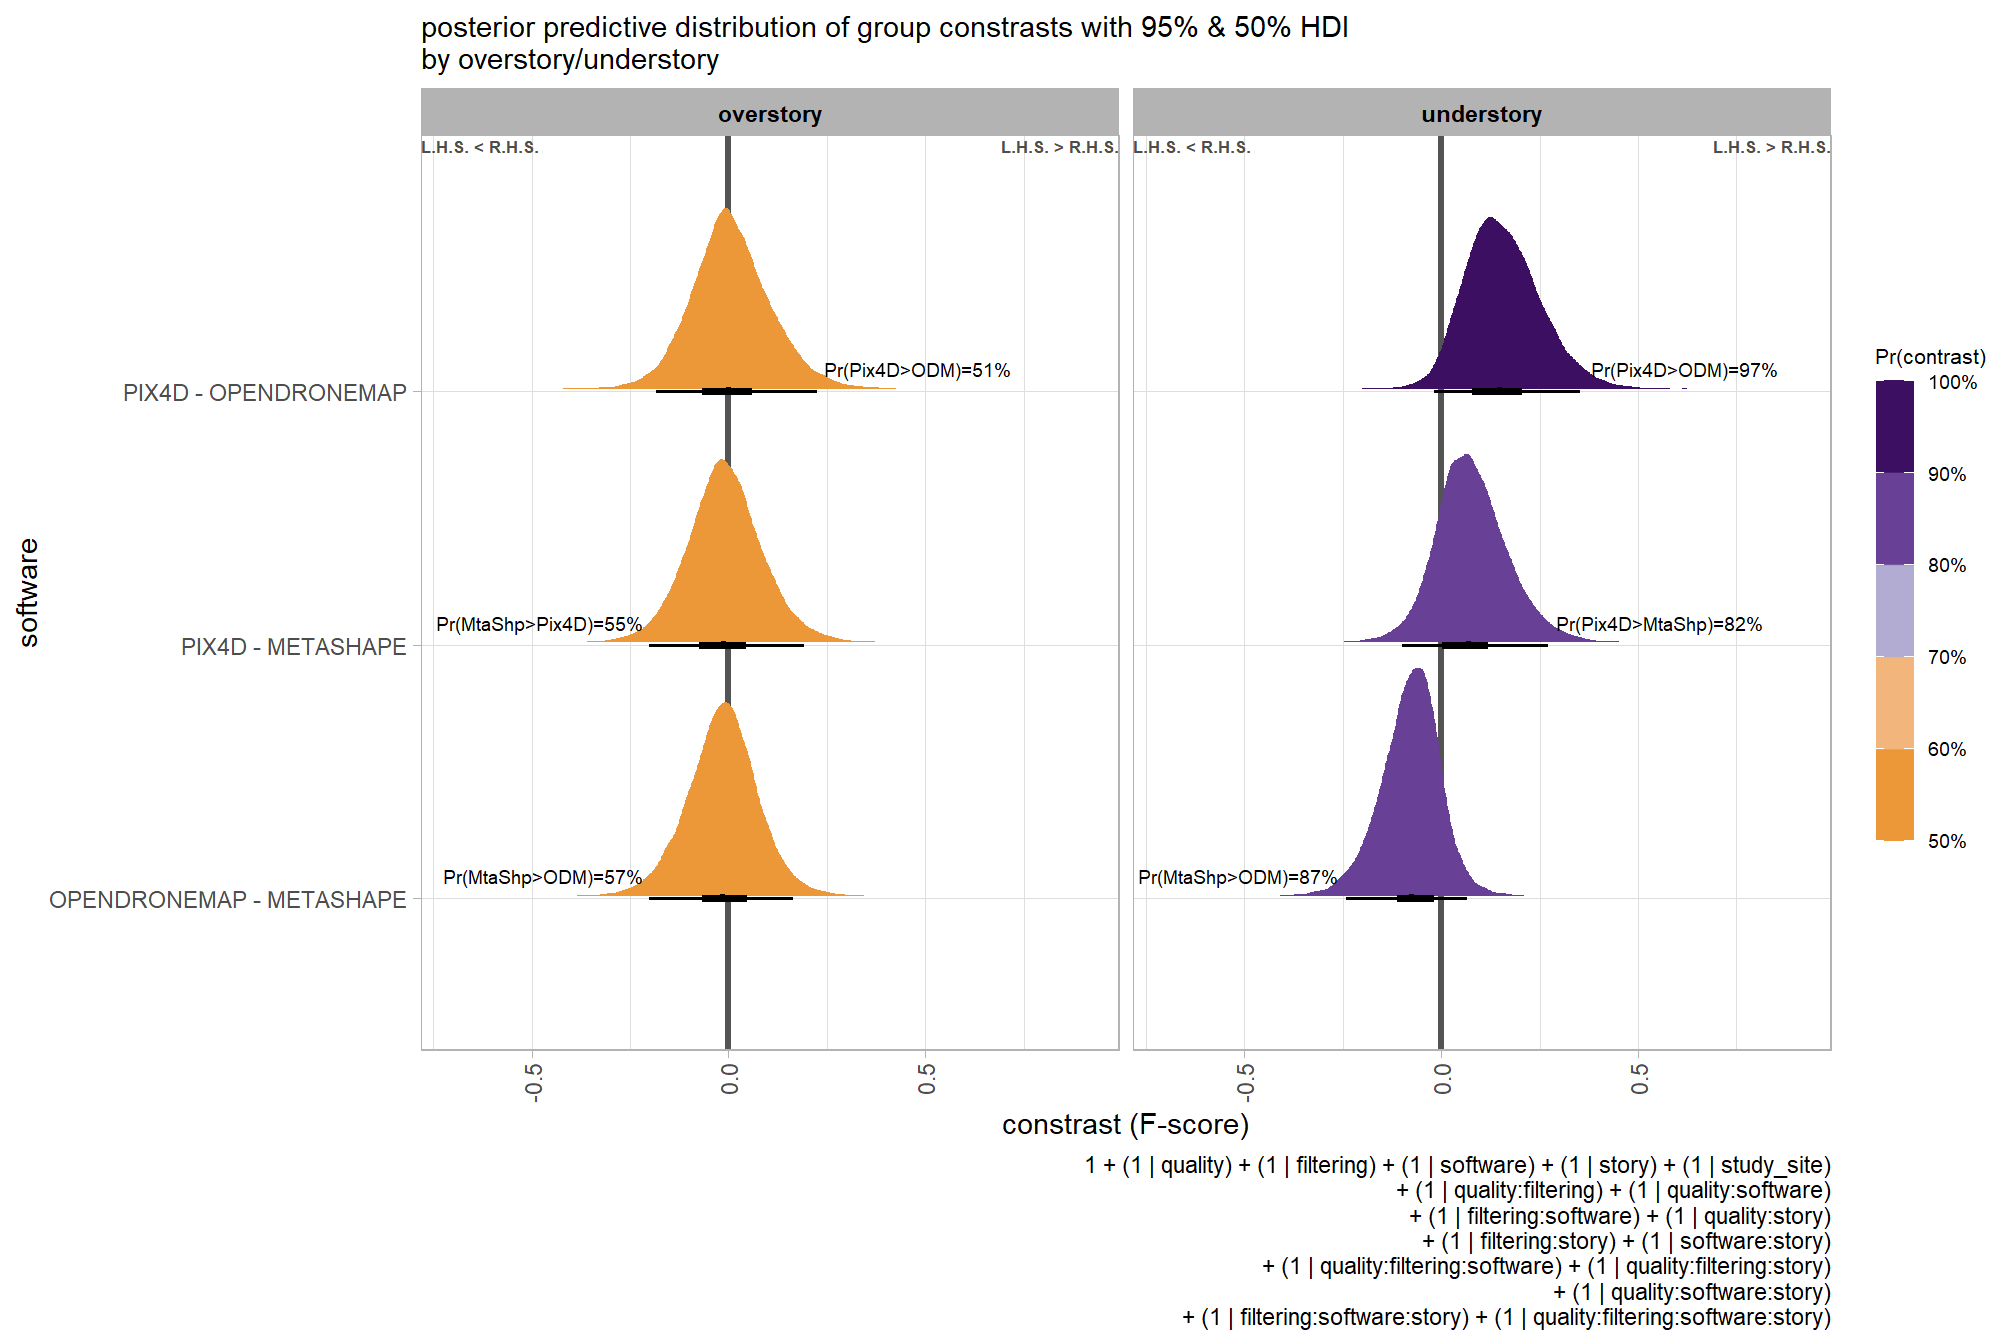 posterior predictive distribution of group constrasts with 95% & 50% HDI
by overstory/understory
overstory
understory
L.H.S. < R.H.S.
L.H.S. > R.H.S.
L.H.S. < R.H.S.
L.H.S. > R.H.S.
software
PIX4D - OPENDRONEMAP
Pr(Pix4D>ODM)=51%
Pr(Pix4D>ODM)=97%
PIX4D - METASHAPE
Pr(MtaShp>Pix4D)=55%
Pr(Pix4D>MtaShp)=82%
OPENDRONEMAP - METASHAPE
Pr(MtaShp>ODM)=57%
Pr(MtaShp>ODM)=87%
-0.5
0.0
0.5
-0.5
0.0
0.5
constrast (F-score)
Pr(contrast)
100%
90%
80%
70%
60%
50%
1 + (1 | quality) + (1 | filtering) + (1 | software) + (1 | story) + (1 | study_site)
+ (1 | quality:filtering) + (1 | quality:software)
+ (1 | filtering:software) + (1 | quality:story)
+ (1 | filtering:story) + (1 | software:story)
+ (1 | quality:filtering:software) + (1 | quality:filtering:story)
+ (1 | quality:software:story)
+ (1 | filtering:software:story) + (1 | quality:filtering:software:story)